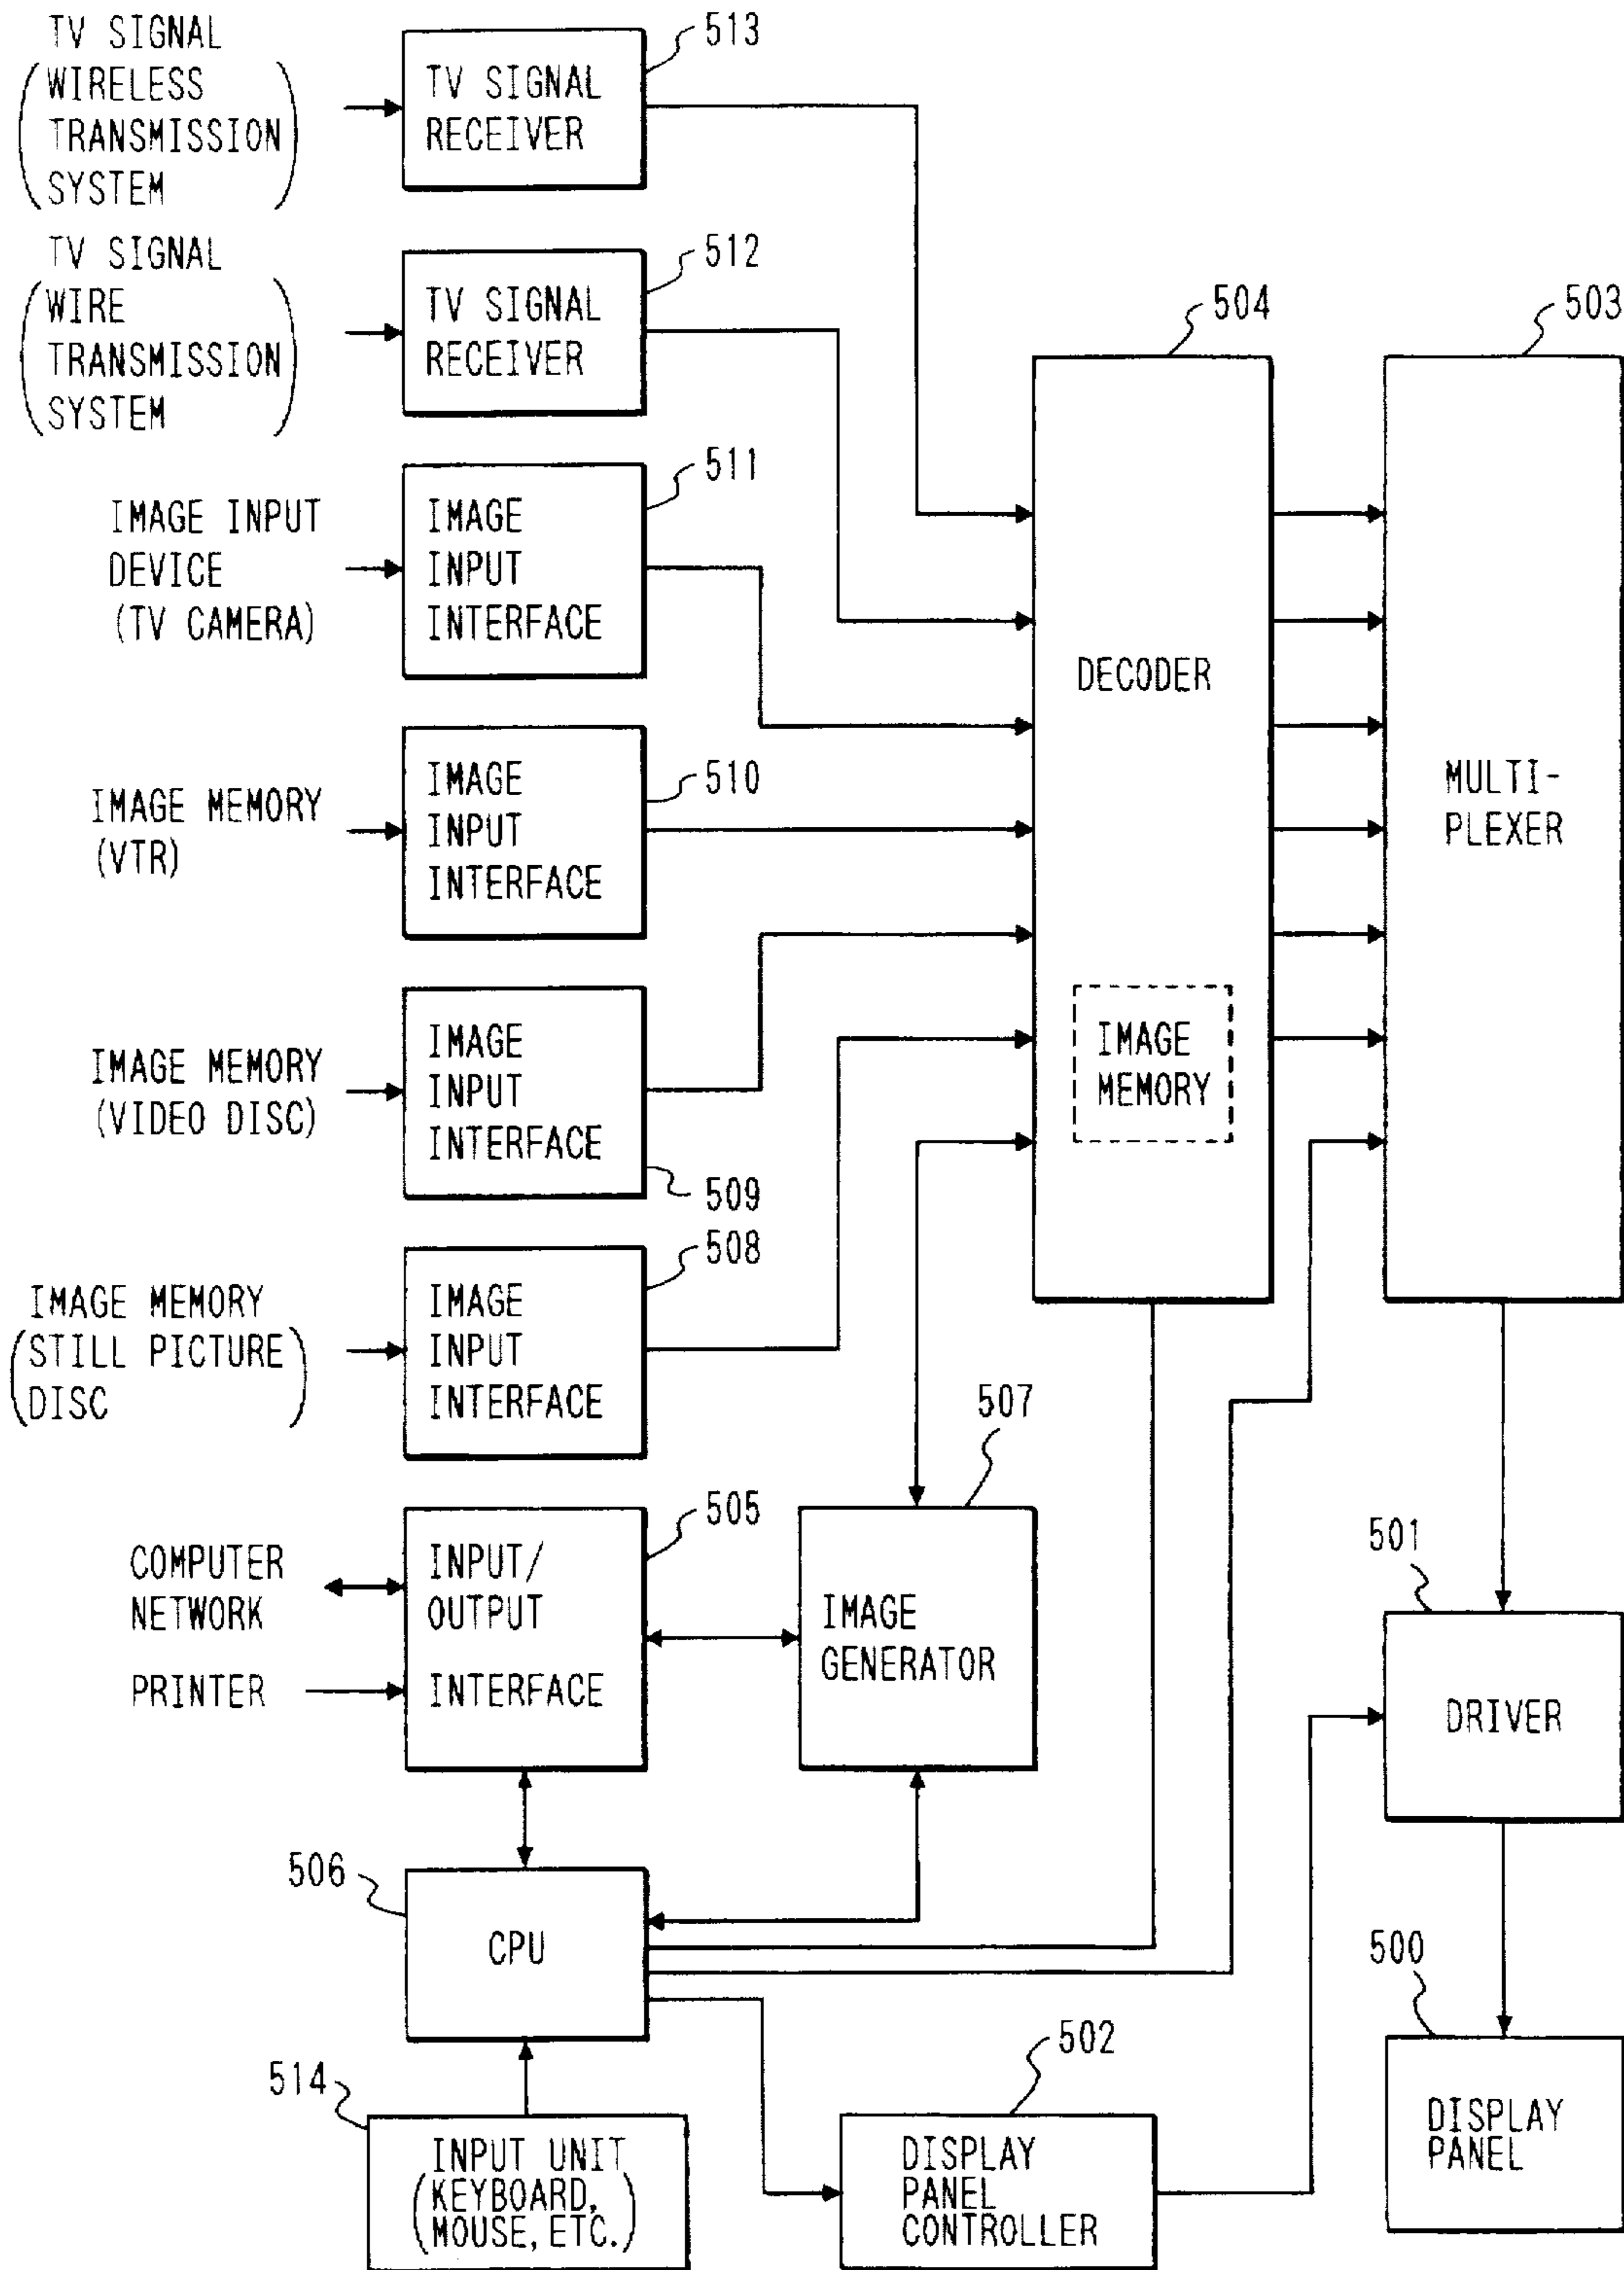 TV SIGNAL
(WIRELESS
TRANSMISSION
SYSTEM)
TV SIGNAL
RECEIVER
513
TV SIGNAL
(WIRE
TRANSMISSION
SYSTEM)
TV SIGNAL
RECEIVER
512
IMAGE INPUT
DEVICE
(TV CAMERA)
IMAGE
INPUT
INTERFACE
511
IMAGE MEMORY
(VTR)
IMAGE
INPUT
INTERFACE
510
IMAGE MEMORY
(VIDEO DISC)
IMAGE
INPUT
INTERFACE
509
IMAGE MEMORY
(STILL PICTURE
DISC)
IMAGE
INPUT
INTERFACE
508
504
DECODER
IMAGE
MEMORY
503
MULTI-
PLEXER
COMPUTER
NETWORK
PRINTER
INPUT/
OUTPUT
INTERFACE
505
507
IMAGE
GENERATOR
501
DRIVER
506
CPU
500
DISPLAY
PANEL
514
INPUT UNIT
(KEYBOARD,
MOUSE, ETC.)
502
DISPLAY
PANEL
CONTROLLER